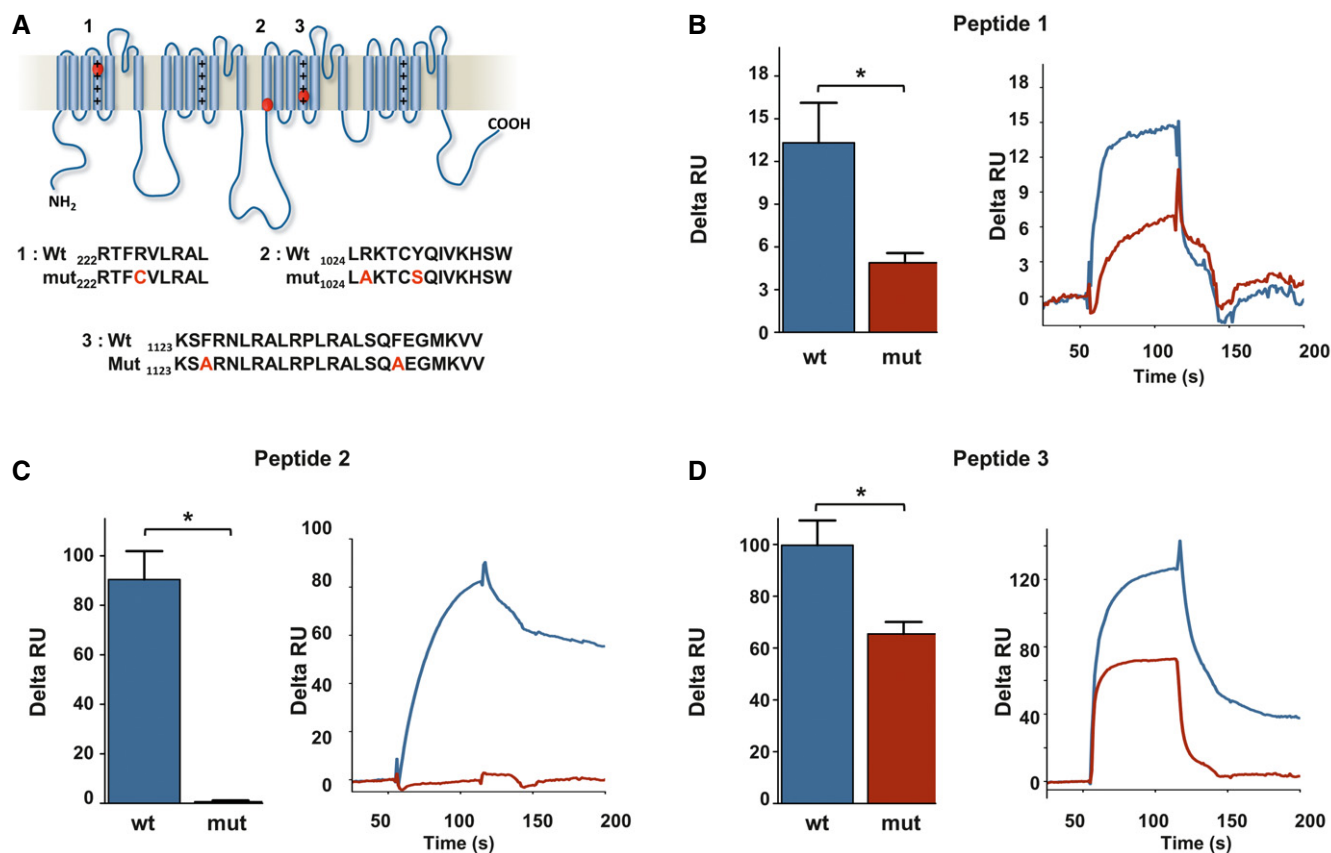 A
1 2 3
+ + + +
+ + + +
+ + + +
+ + + +
NH2
COOH
1 : Wt 222RTFRVLRAL
mut222RTFCVLRAL
2 : Wt 1024LRKTCYQIVKHSW
mut1024LAKTCSQIVKHSW
3 : Wt 1123KSFRNLRALRPLRALSQFEGMKVV
Mut 1123KSARNLRALRPLRALSQAEGMKVV
B
Peptide 1
Delta RU
18
15
12
9
6
3
0
*
wt mut
Delta RU
18
15
12
9
6
3
0
50 100 150 200
Time (s)
C
Peptide 2
Delta RU
100
80
60
40
20
0
*
wt mut
Delta RU
100
80
60
40
20
0
50 100 150 200
Time (s)
D
Peptide 3
Delta RU
100
80
60
40
20
0
*
wt mut
Delta RU
120
80
40
0
50 100 150 200
Time (s)